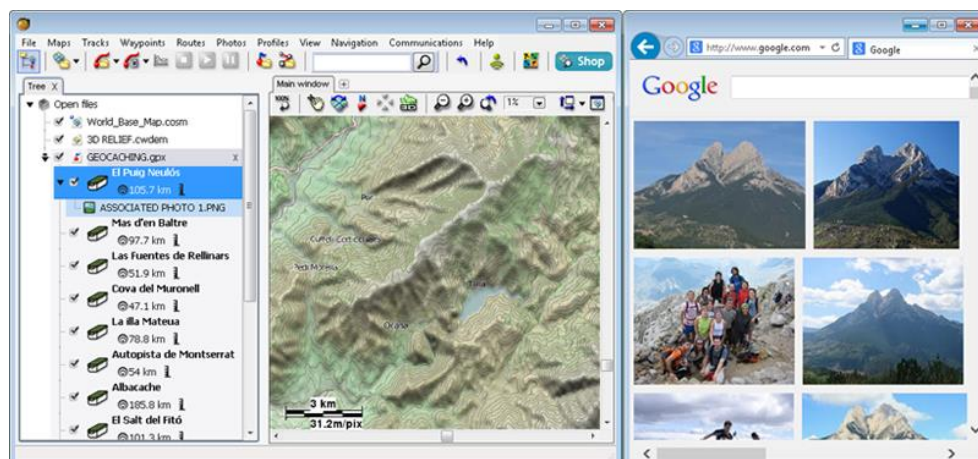 File Maps Tracks Waypoints Routes Photos Profiles View Navigation Communications Help
Shop
Tree X
Open files
World_Base_Map.cosm
3D RELIEF.cwdem
GEOCACHING.gpx x
El Puig Neulós
105.7 km
ASSOCIATED PHOTO 1.PNG
Mas d'en Baltre
97.7 km
Las Fuentes de Rellinars
51.9 km
Cova del Muronell
47.1 km
La illa Mateua
78.8 km
Autopista de Montserrat
54 km
Albacache
185.8 km
El Salt del Fitó
101.3 km
Main window
100%
1%
3 km
31.2m/pix
http://www.google.com
Google
Google